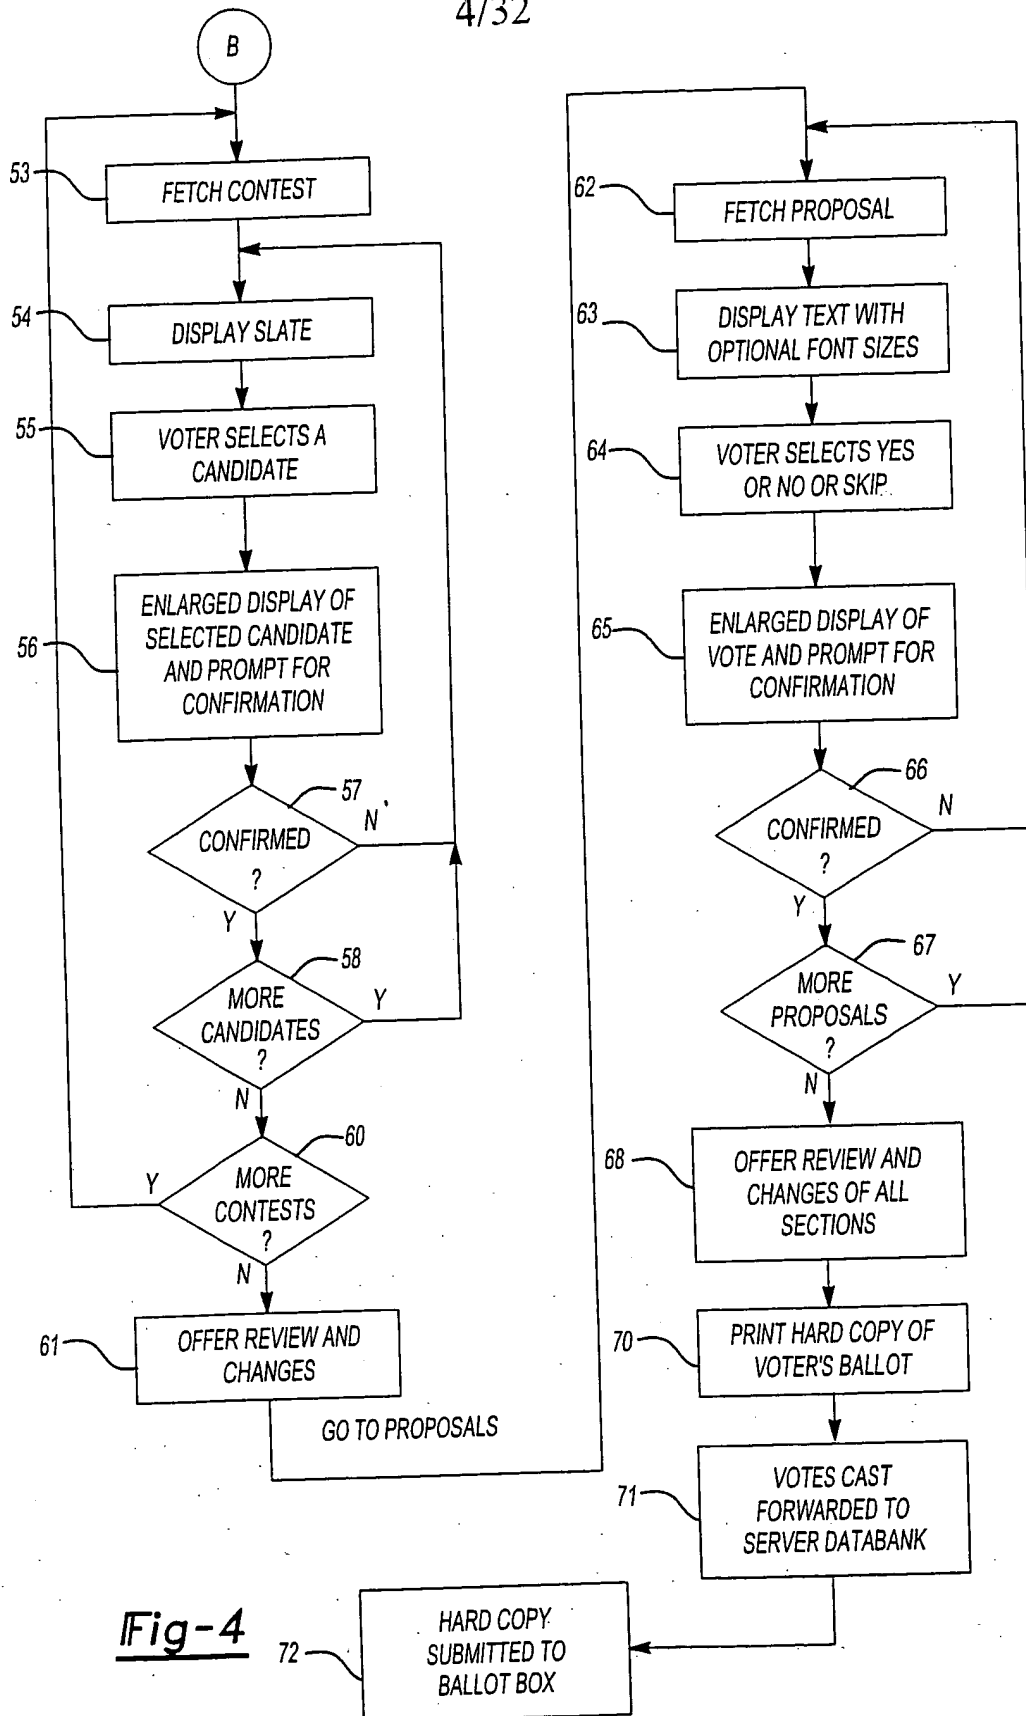 4/32
B
53
FETCH CONTEST
54
DISPLAY SLATE
55
VOTER SELECTS A
CANDIDATE
56
ENLARGED DISPLAY OF
SELECTED CANDIDATE
AND PROMPT FOR
CONFIRMATION
57
CONFIRMED
?
N
Y
58
MORE
CANDIDATES
?
Y
N
60
MORE
CONTESTS
?
Y
N
61
OFFER REVIEW AND
CHANGES
GO TO PROPOSALS
62
FETCH PROPOSAL
63
DISPLAY TEXT WITH
OPTIONAL FONT SIZES
64
VOTER SELECTS YES
OR NO OR SKIP
65
ENLARGED DISPLAY OF
VOTE AND PROMPT FOR
CONFIRMATION
66
CONFIRMED
?
N
Y
67
MORE
PROPOSALS
?
Y
N
68
OFFER REVIEW AND
CHANGES OF ALL
SECTIONS
70
PRINT HARD COPY OF
VOTER'S BALLOT
71
VOTES CAST
FORWARDED TO
SERVER DATABANK
72
HARD COPY
SUBMITTED TO
BALLOT BOX
Fig-4